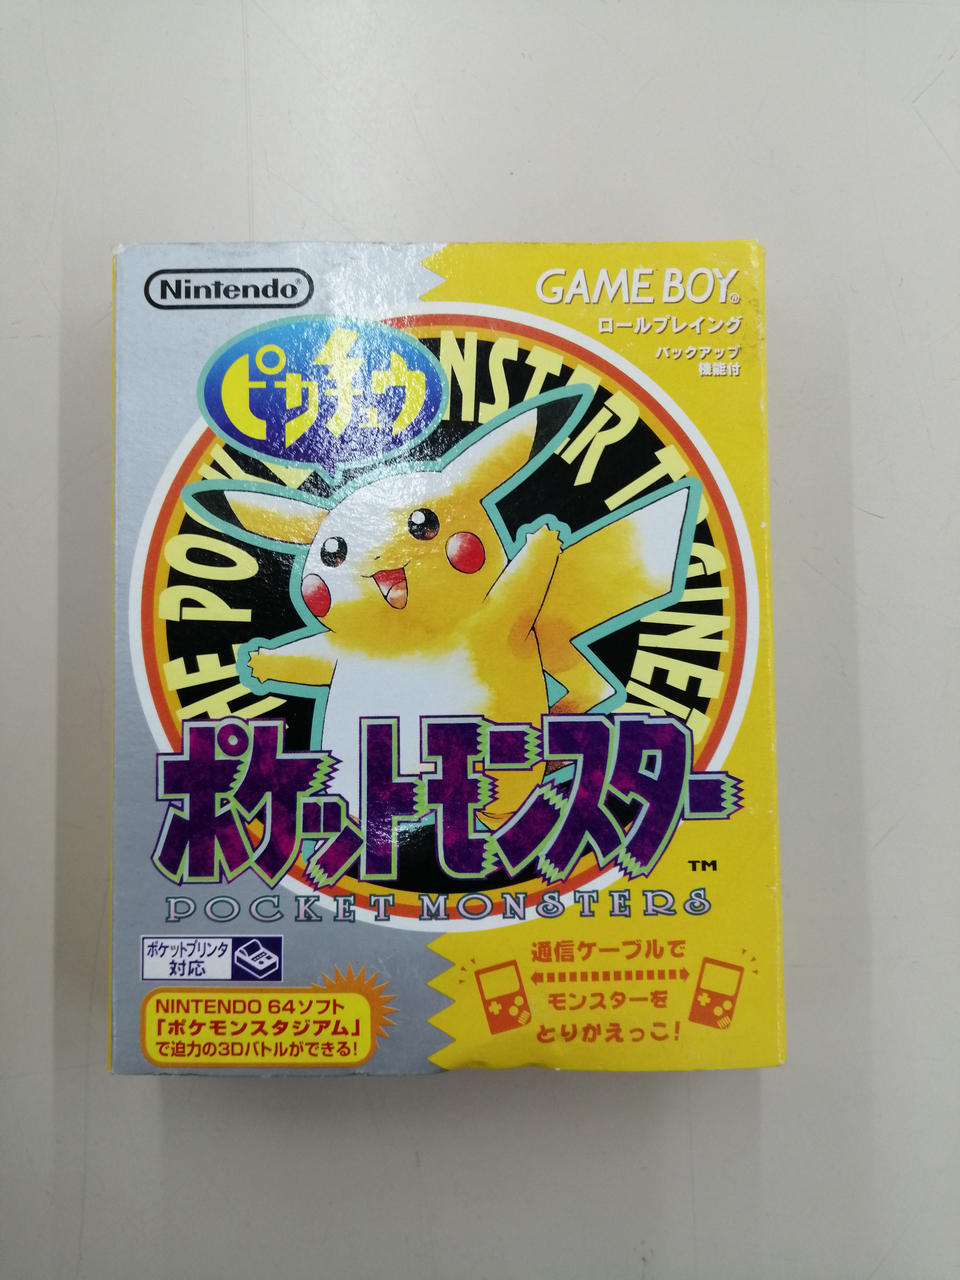 Nintendo®
GAME BOY®
ロールプレイング
バックアップ
機能付
ピカチュウ
THE POCKET MONSTER TRAINER
ポケットモンスター
TM
POCKET MONSTERS
ポケットプリンタ
対応
NINTENDO 64ソフト
「ポケモンスタジアム」
で迫力の3Dバトルができる!
通信ケーブルで
モンスターを
とりかえっこ!